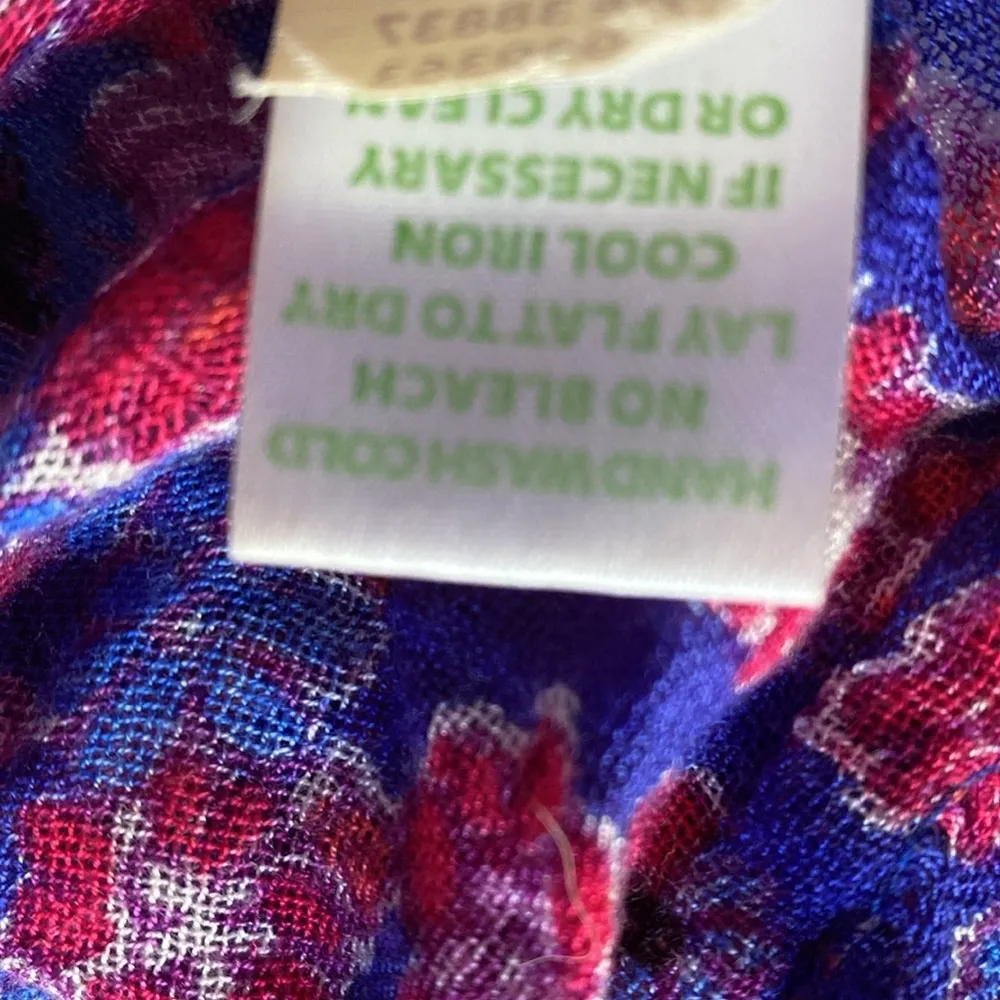 HAND WASH COLD
NO BLEACH
LAY FLAT TO DRY
COOL IRON
IF NECESSARY
OR DRY CLEAN